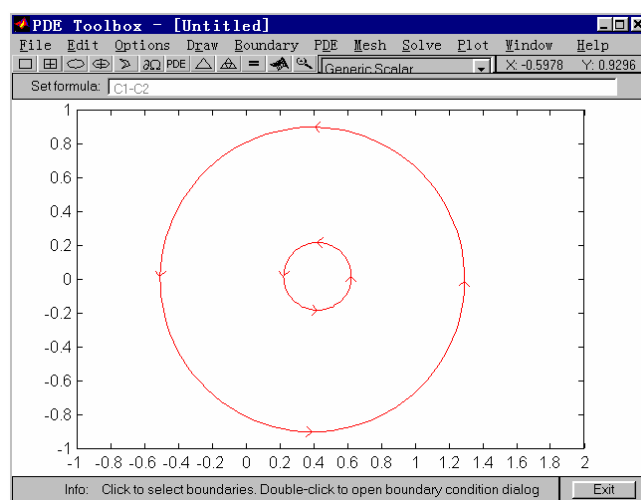 PDE Toolbox - [Untitled]
File Edit Options Draw Boundary PDE Mesh Solve Plot Window Help
∂Ω PDE = Generic Scalar X: -0.5978 Y: 0.9296
Set formula: C1-C2
1
0.8
0.6
0.4
0.2
0
-0.2
-0.4
-0.6
-0.8
-1
-1 -0.8 -0.6 -0.4 -0.2 0 0.2 0.4 0.6 0.8 1 1.2 1.4 1.6 1.8 2
Info: Click to select boundaries. Double-click to open boundary condition dialog Exit